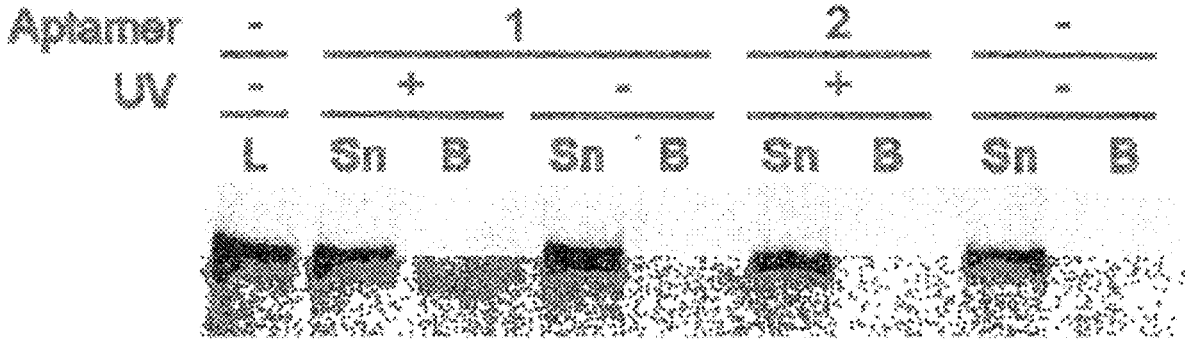 Aptamer - 1 2 -
UV - + - + -
L Sn B Sn B Sn B Sn B